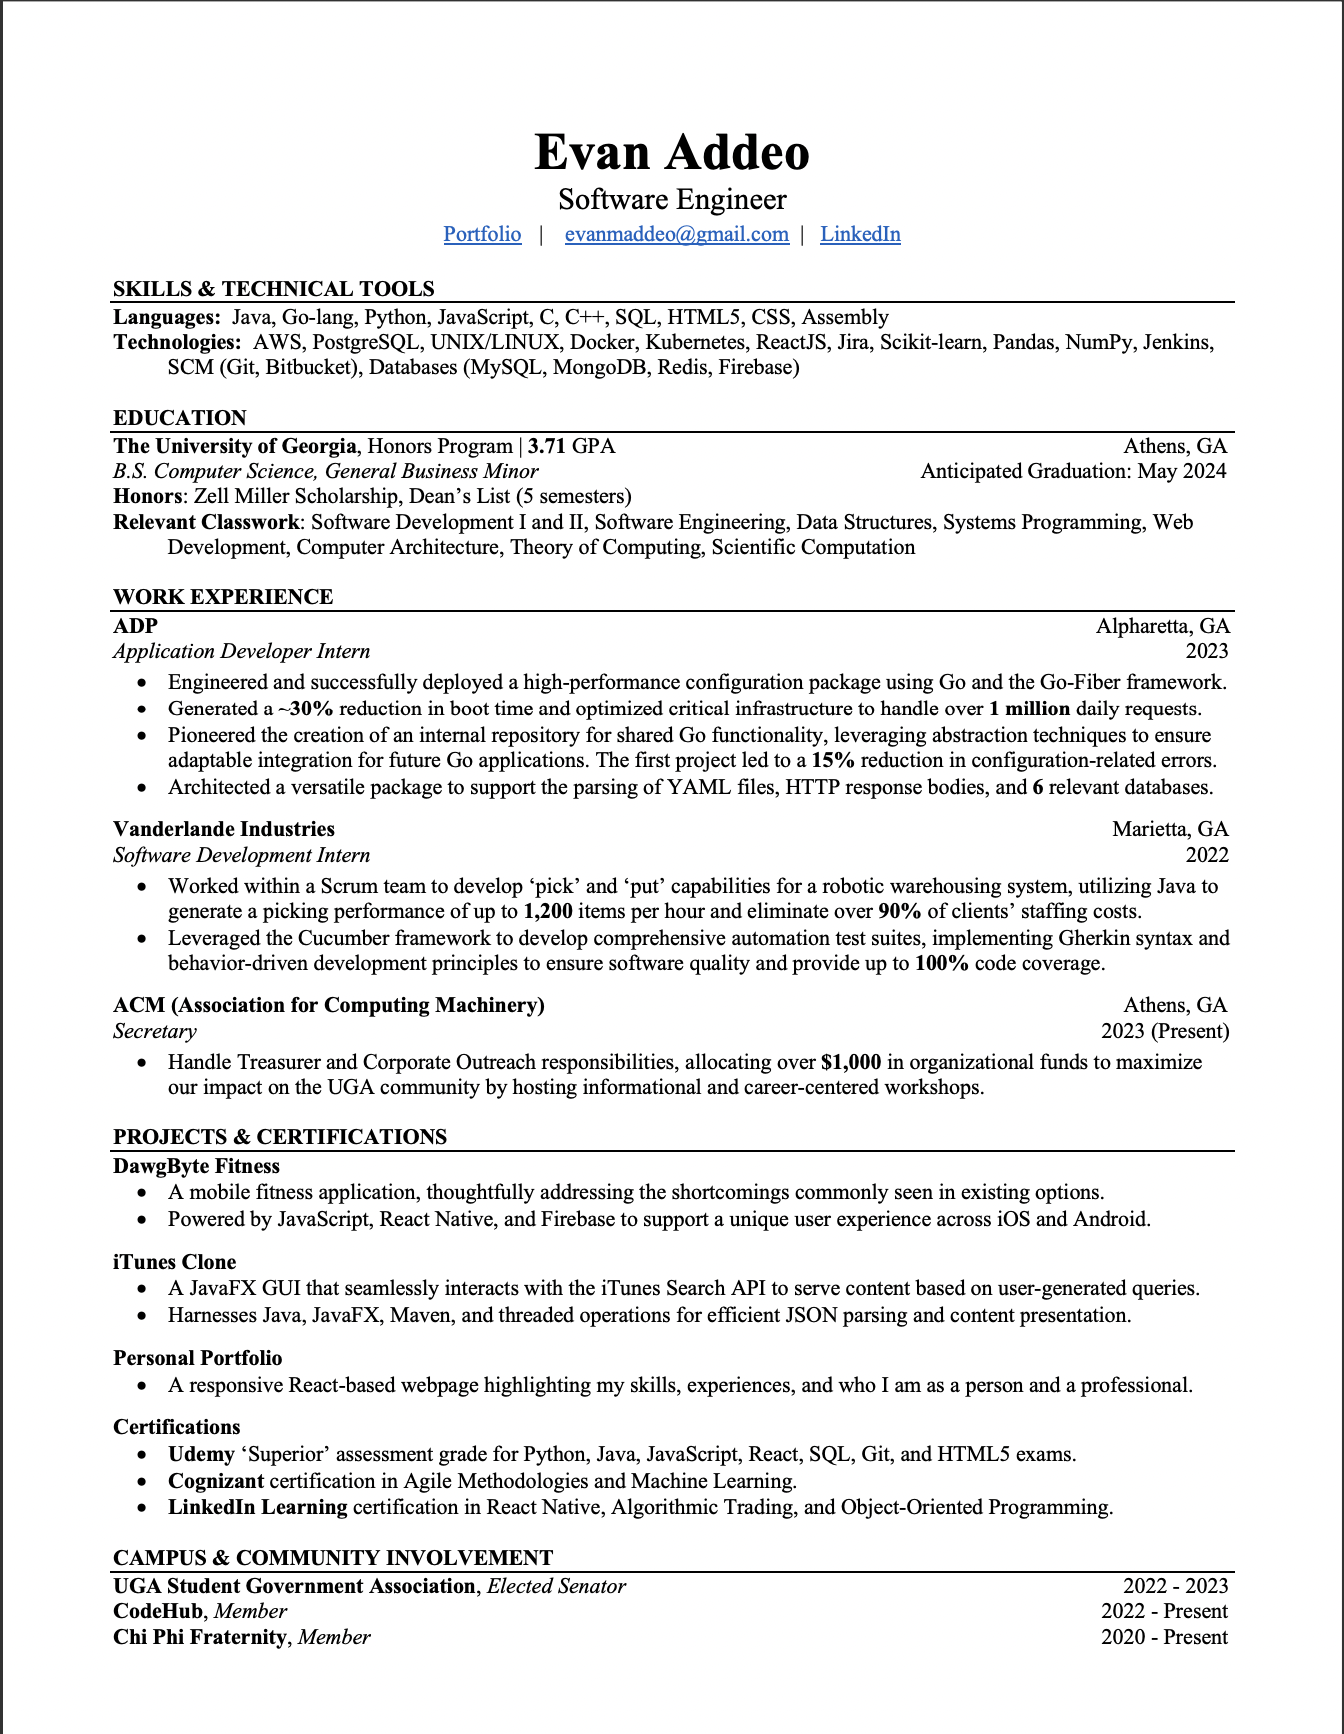 Evan Addeo
Software Engineer
Portfolio | evanmaddeo@gmail.com | LinkedIn
SKILLS & TECHNICAL TOOLS
Languages: Java, Go-lang, Python, JavaScript, C, C++, SQL, HTML5, CSS, Assembly
Technologies: AWS, PostgreSQL, UNIX/LINUX, Docker, Kubernetes, ReactJS, Jira, Scikit-learn, Pandas, NumPy, Jenkins,
SCM (Git, Bitbucket), Databases (MySQL, MongoDB, Redis, Firebase)
EDUCATION
The University of Georgia, Honors Program | 3.71 GPA Athens, GA
B.S. Computer Science, General Business Minor Anticipated Graduation: May 2024
Honors: Zell Miller Scholarship, Dean’s List (5 semesters)
Relevant Classwork: Software Development I and II, Software Engineering, Data Structures, Systems Programming, Web
Development, Computer Architecture, Theory of Computing, Scientific Computation
WORK EXPERIENCE
ADP Alpharetta, GA
Application Developer Intern 2023
• Engineered and successfully deployed a high-performance configuration package using Go and the Go-Fiber framework.
• Generated a ~30% reduction in boot time and optimized critical infrastructure to handle over 1 million daily requests.
• Pioneered the creation of an internal repository for shared Go functionality, leveraging abstraction techniques to ensure
adaptable integration for future Go applications. The first project led to a 15% reduction in configuration-related errors.
• Architected a versatile package to support the parsing of YAML files, HTTP response bodies, and 6 relevant databases.
Vanderlande Industries Marietta, GA
Software Development Intern 2022
• Worked within a Scrum team to develop ‘pick’ and ‘put’ capabilities for a robotic warehousing system, utilizing Java to
generate a picking performance of up to 1,200 items per hour and eliminate over 90% of clients’ staffing costs.
• Leveraged the Cucumber framework to develop comprehensive automation test suites, implementing Gherkin syntax and
behavior-driven development principles to ensure software quality and provide up to 100% code coverage.
ACM (Association for Computing Machinery) Athens, GA
Secretary 2023 (Present)
• Handle Treasurer and Corporate Outreach responsibilities, allocating over $1,000 in organizational funds to maximize
our impact on the UGA community by hosting informational and career-centered workshops.
PROJECTS & CERTIFICATIONS
DawgByte Fitness
• A mobile fitness application, thoughtfully addressing the shortcomings commonly seen in existing options.
• Powered by JavaScript, React Native, and Firebase to support a unique user experience across iOS and Android.
iTunes Clone
• A JavaFX GUI that seamlessly interacts with the iTunes Search API to serve content based on user-generated queries.
• Harnesses Java, JavaFX, Maven, and threaded operations for efficient JSON parsing and content presentation.
Personal Portfolio
• A responsive React-based webpage highlighting my skills, experiences, and who I am as a person and a professional.
Certifications
• Udemy ‘Superior’ assessment grade for Python, Java, JavaScript, React, SQL, Git, and HTML5 exams.
• Cognizant certification in Agile Methodologies and Machine Learning.
• LinkedIn Learning certification in React Native, Algorithmic Trading, and Object-Oriented Programming.
CAMPUS & COMMUNITY INVOLVEMENT
UGA Student Government Association, Elected Senator 2022 - 2023
CodeHub, Member 2022 - Present
Chi Phi Fraternity, Member 2020 - Present